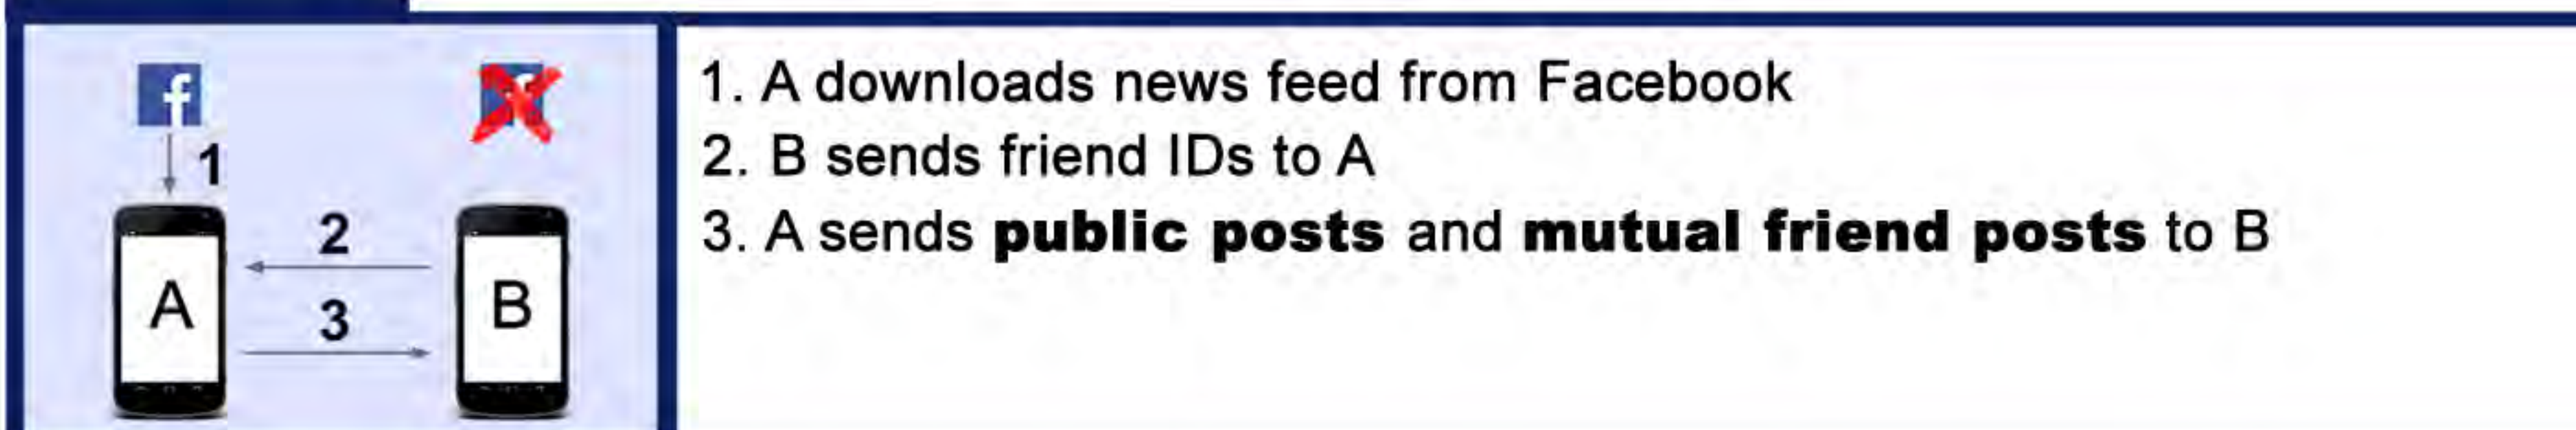 1. A downloads news feed from Facebook
2. B sends friend IDs to A
3. A sends public posts and mutual friend posts to B
f
1
2
3
A
B